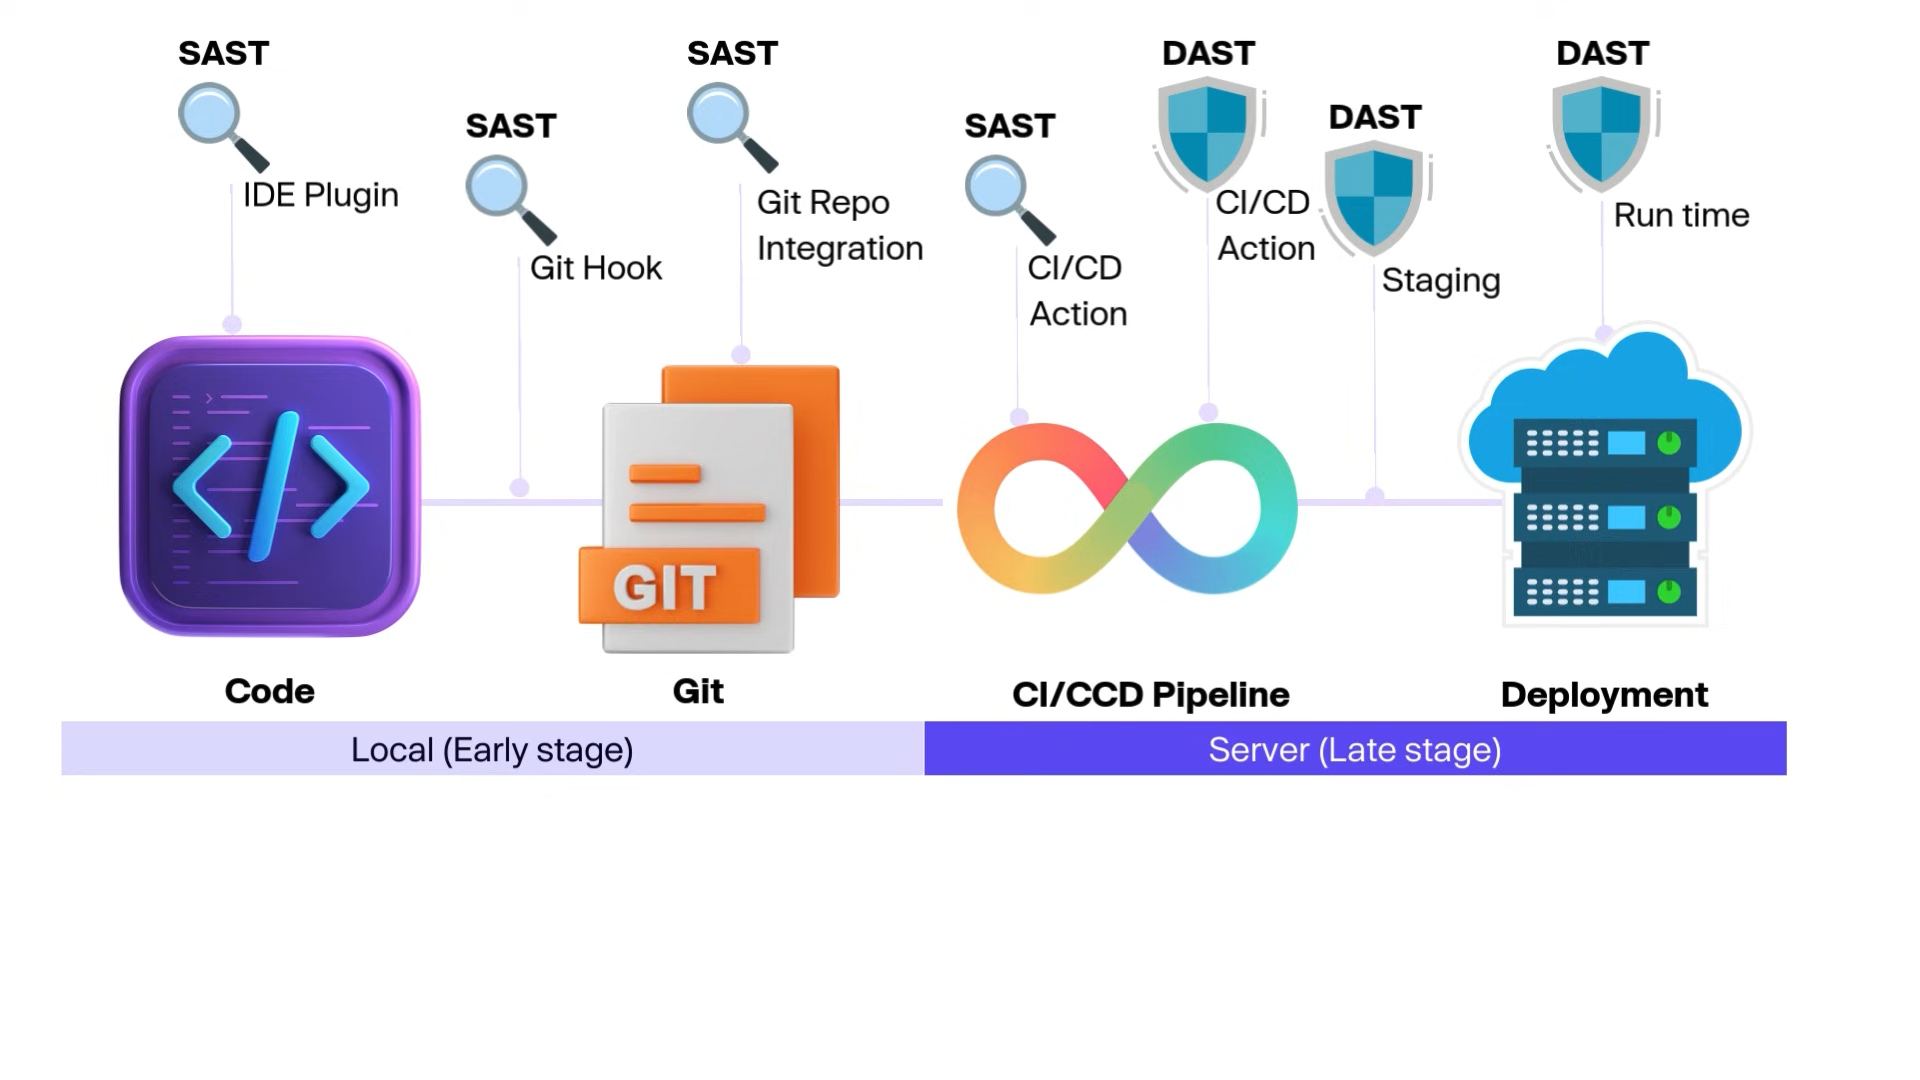 SAST
IDE Plugin
SAST
Git Hook
SAST
Git Repo
Integration
SAST
CI/CD
Action
DAST
CI/CD
Action
DAST
Staging
DAST
Run time
GIT
Code
Git
CI/CCD Pipeline
Deployment
Local (Early stage)
Server (Late stage)